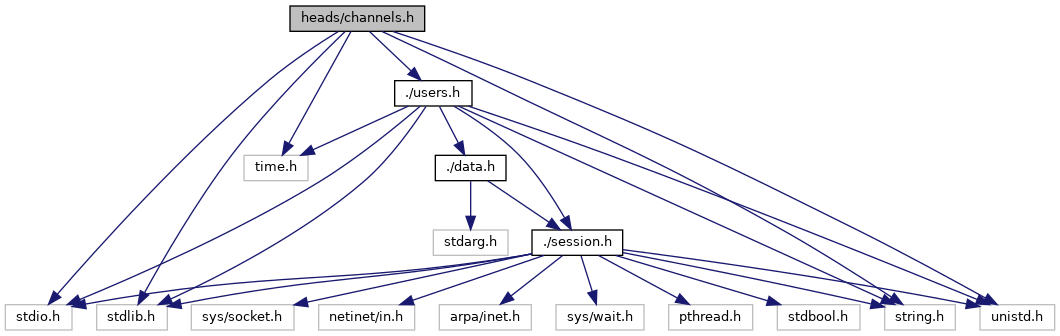 heads/channels.h
./users.h
time.h
./data.h
stdarg.h
./session.h
stdio.h
stdlib.h
sys/socket.h
netinet/in.h
arpa/inet.h
sys/wait.h
pthread.h
stdbool.h
string.h
unistd.h